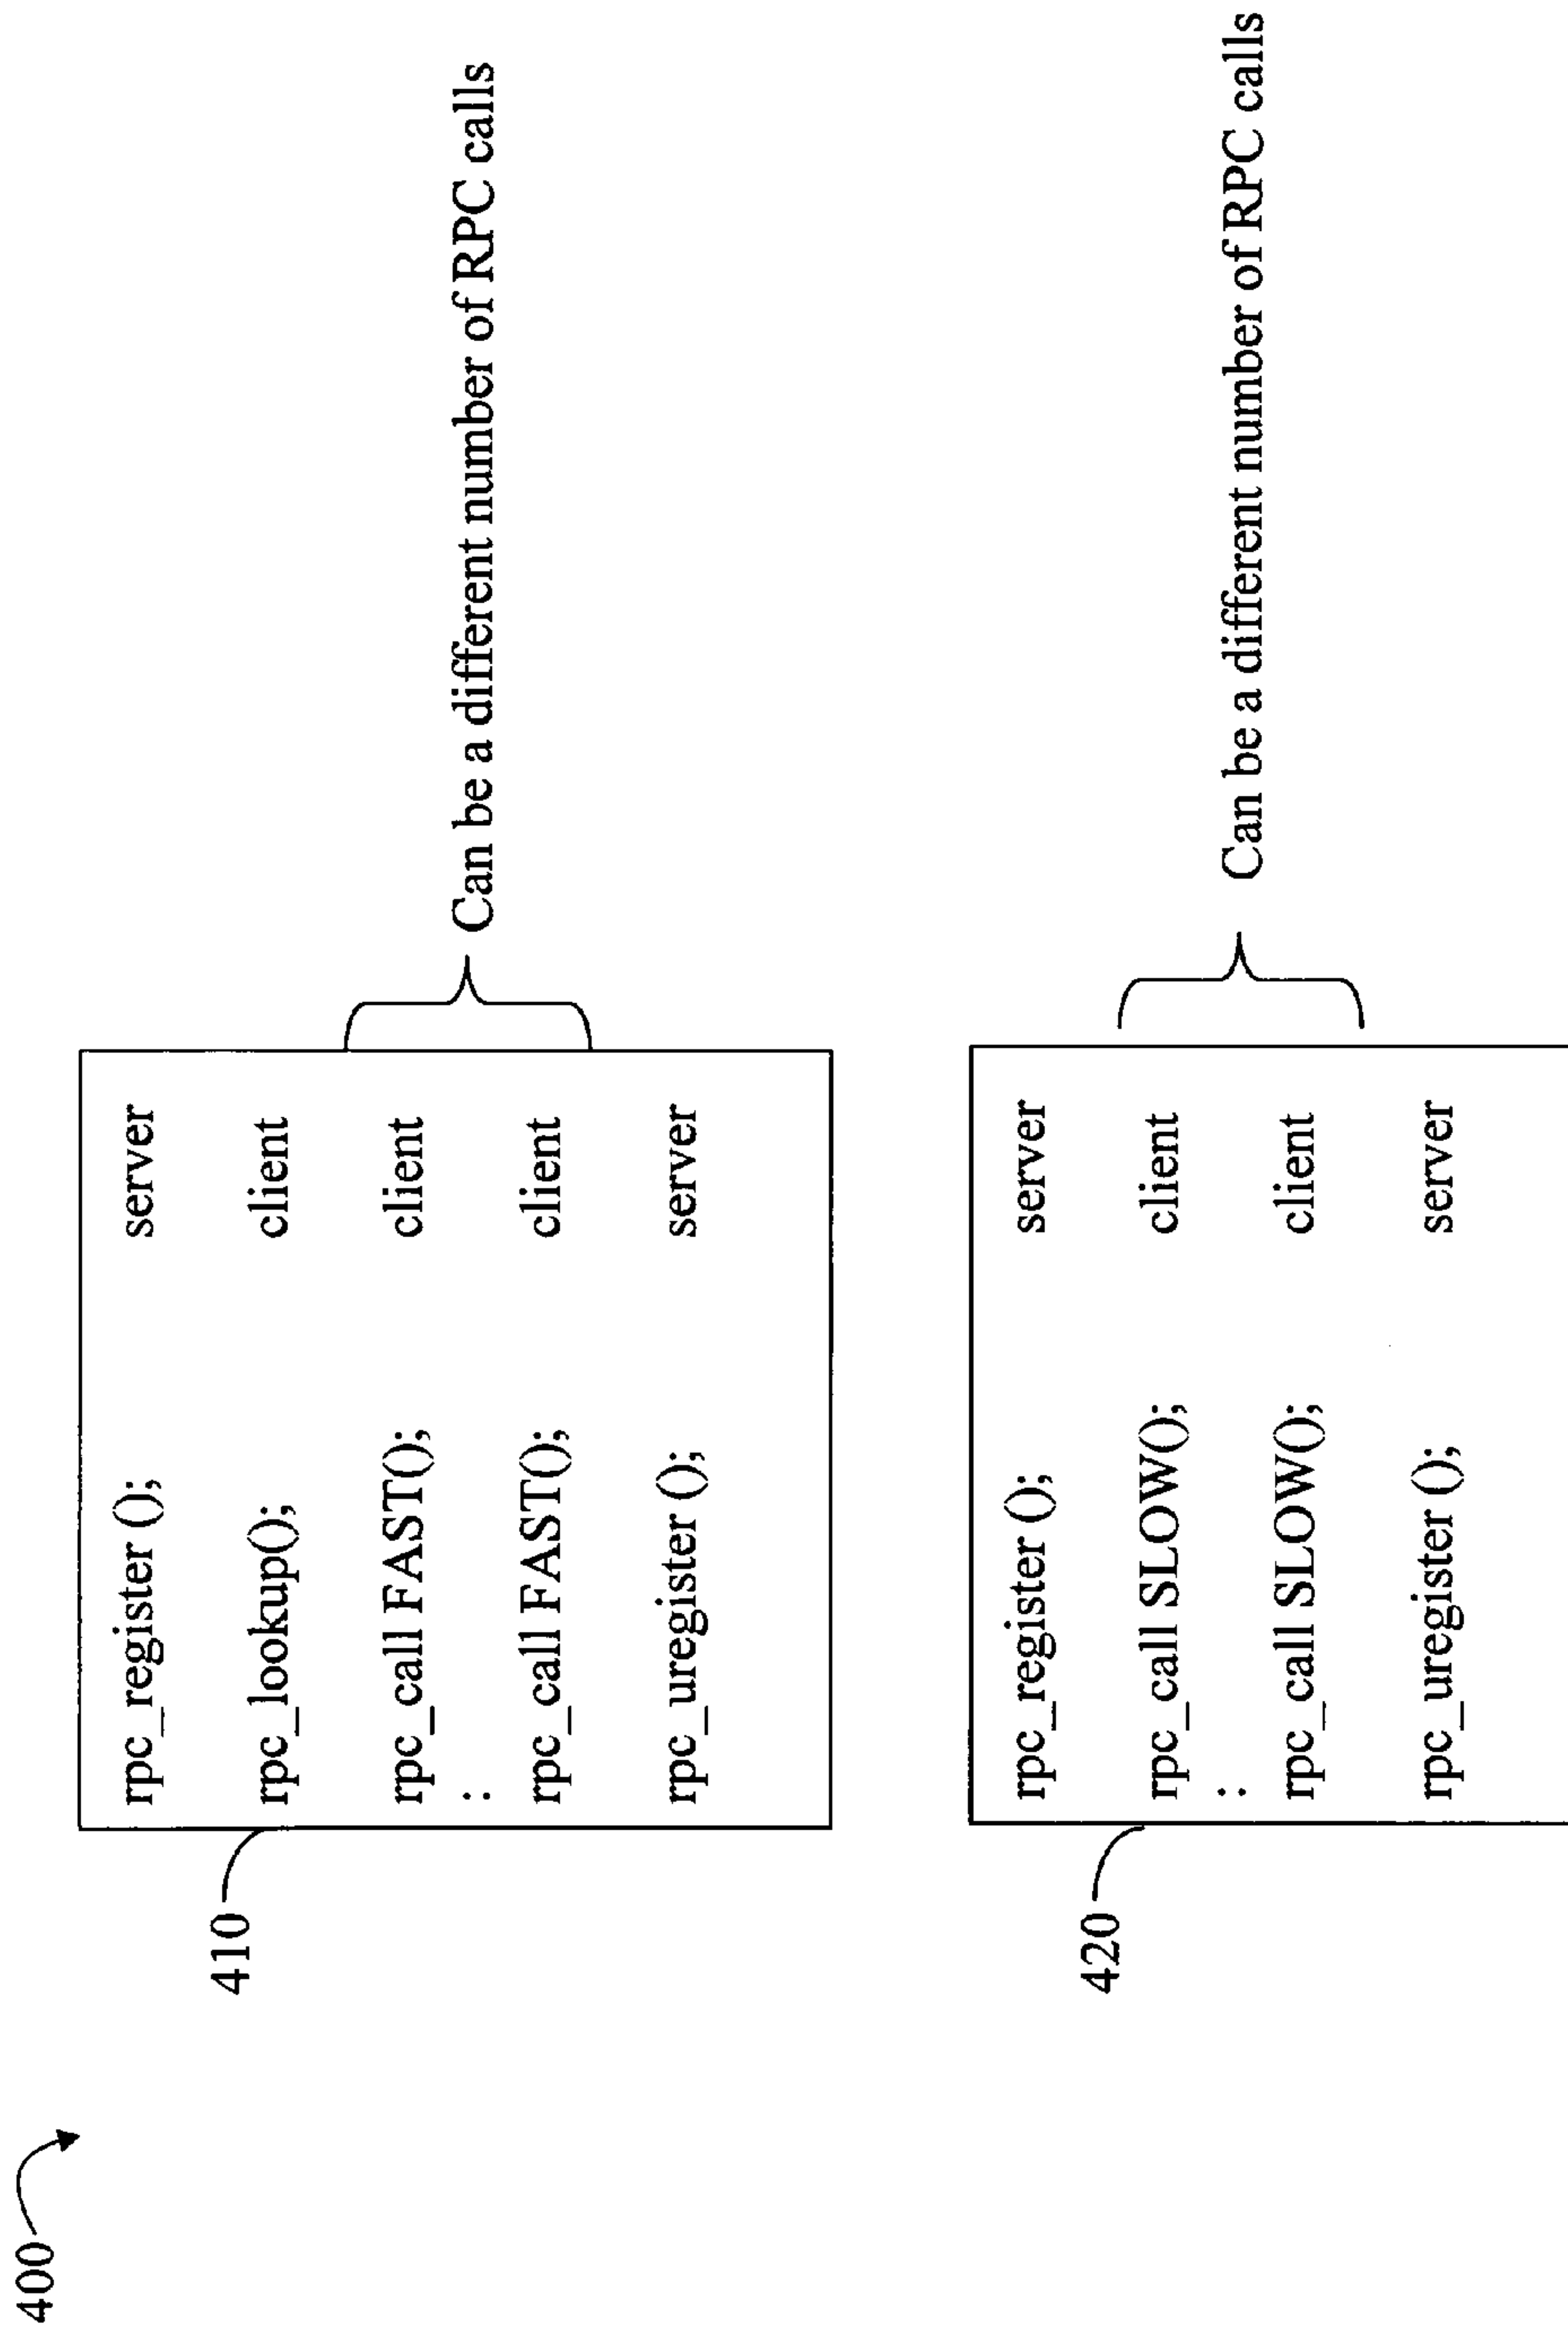 400
410
rpc_register (); server
rpc_lookup(); client
rpc_call FAST(); client
:
rpc_call FAST(); client
rpc_uregister (); server
Can be a different number of RPC calls
420
rpc_register (); server
rpc_call SLOW(); client
:
rpc_call SLOW(); client
rpc_uregister (); server
Can be a different number of RPC calls